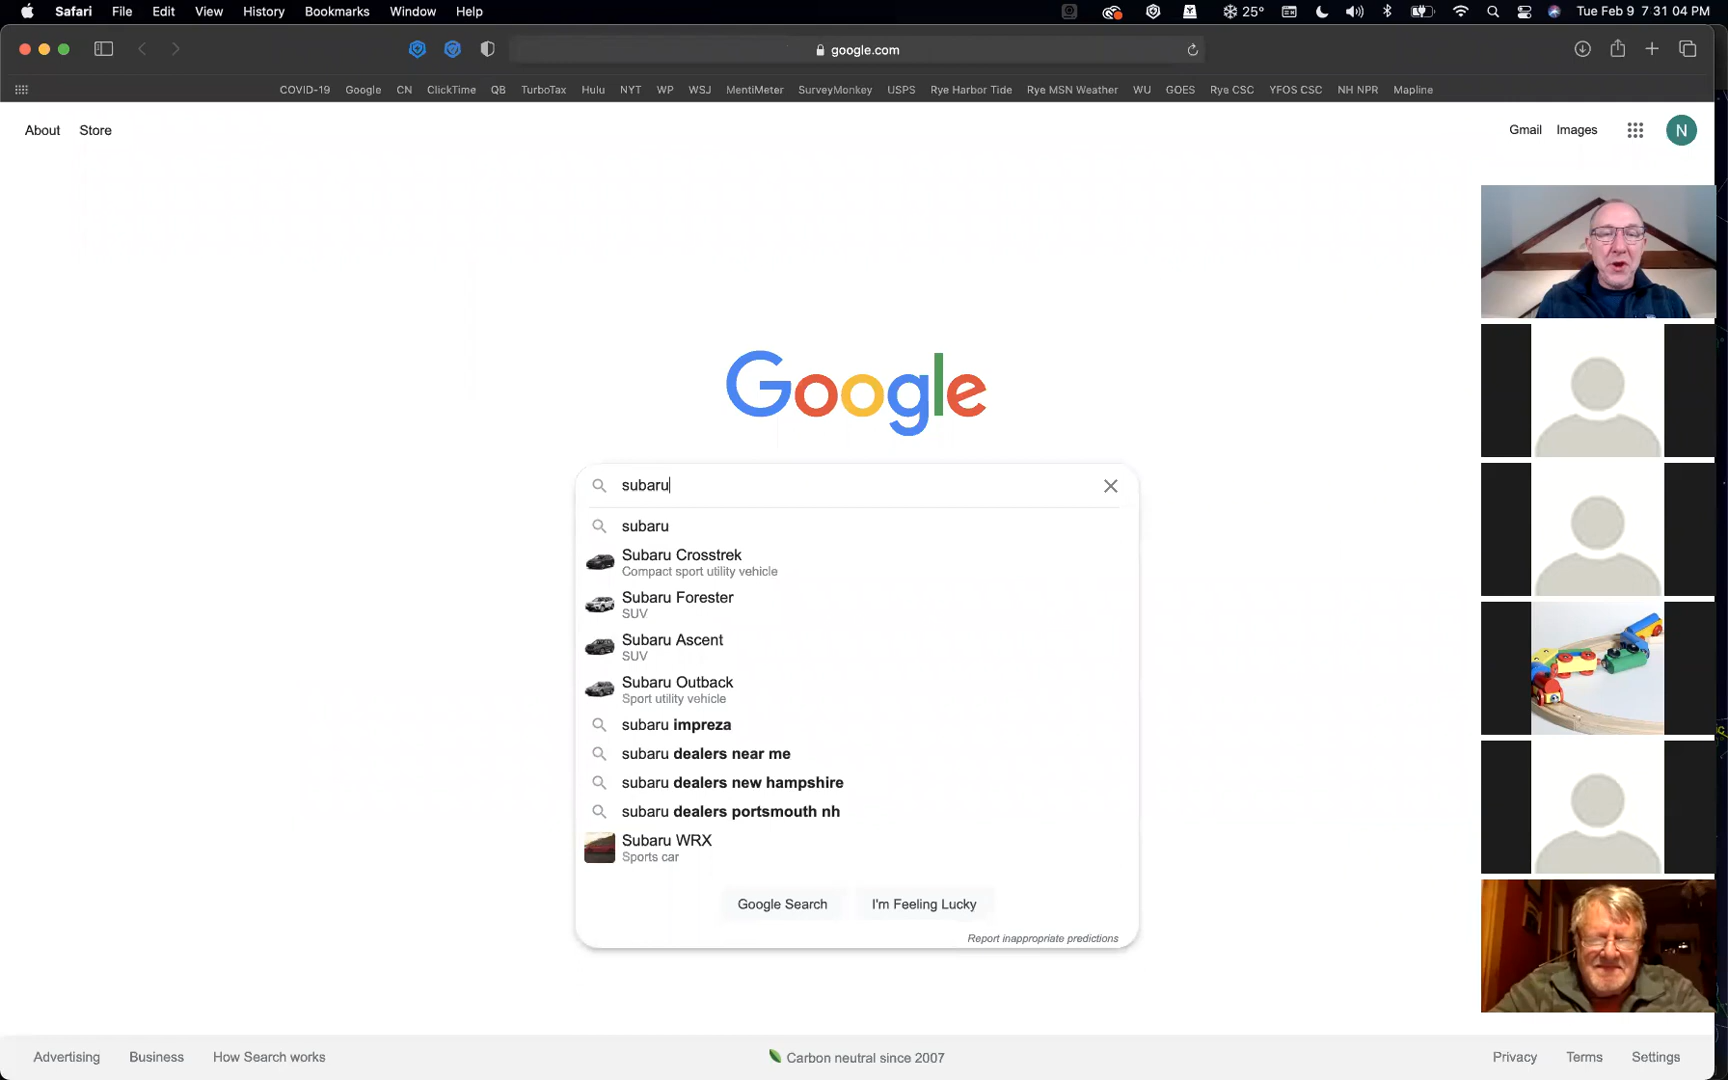 Safari File Edit View History Bookmarks Window Help 25° Tue Feb 9 7 31 04 PM
google.com
COVID-19 Google CN ClickTime QB TurboTax Hulu NYT WP WSJ MentiMeter SurveyMonkey USPS Rye Harbor Tide Rye MSN Weather WU GOES Rye CSC YFOS CSC NH NPR Mapline
About Store Gmail Images N
Google
subaru
subaru
Subaru Crosstrek
Compact sport utility vehicle
Subaru Forester
SUV
Subaru Ascent
SUV
Subaru Outback
Sport utility vehicle
subaru impreza
subaru dealers near me
subaru dealers new hampshire
subaru dealers portsmouth nh
Subaru WRX
Sports car
Google Search I'm Feeling Lucky
Report inappropriate predictions
Advertising Business How Search works Carbon neutral since 2007 Privacy Terms Settings